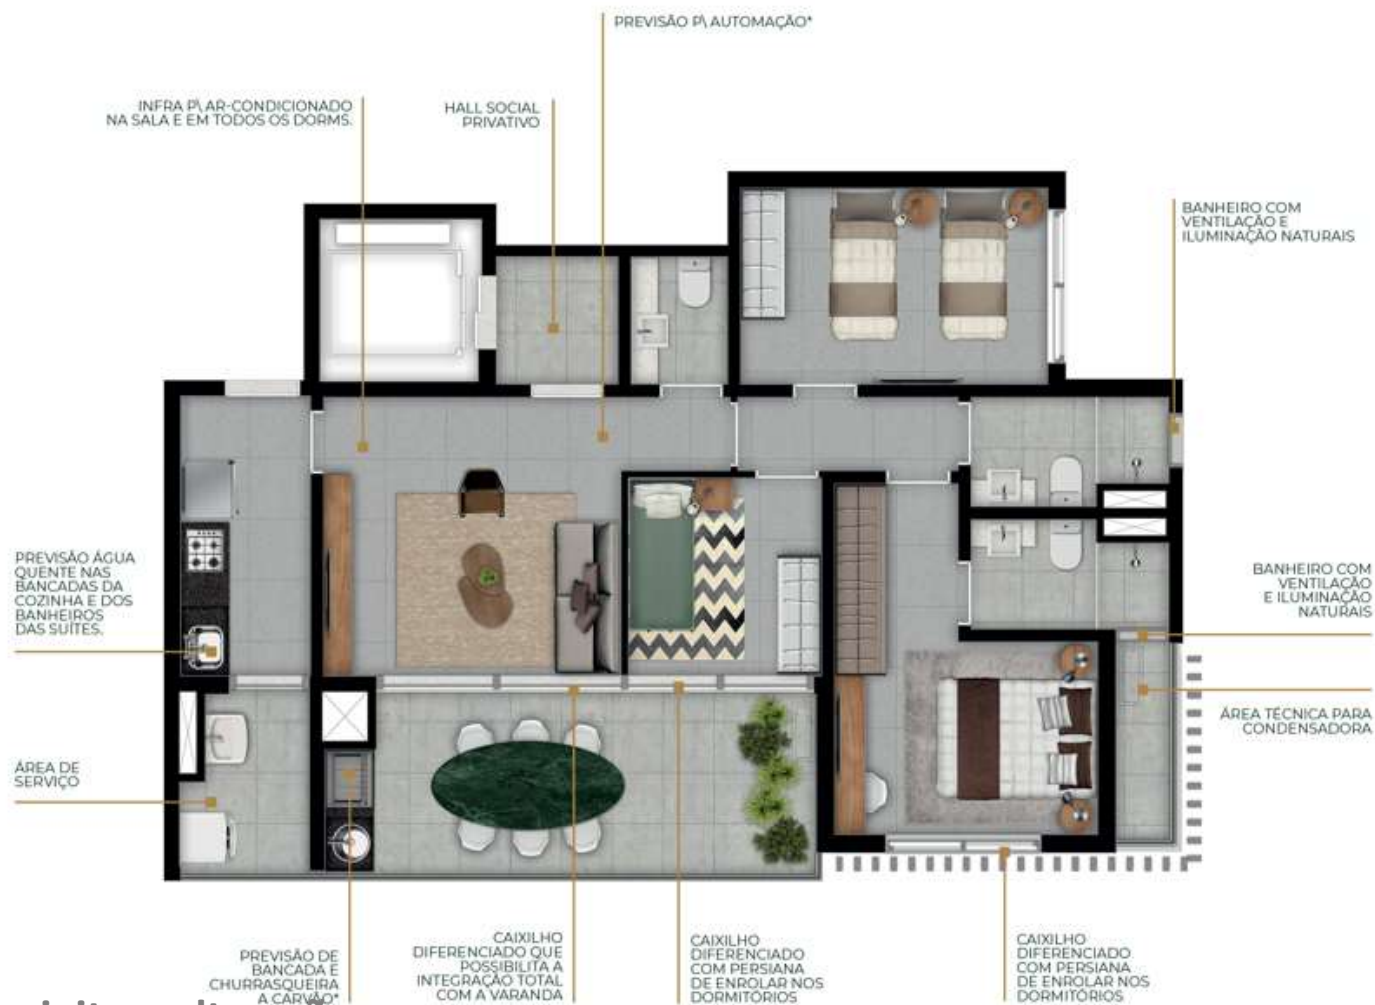 PREVISÃO P\ AUTOMAÇÃO*
INFRA P\ AR-CONDICIONADO
NA SALA E EM TODOS OS DORMS.
HALL SOCIAL
PRIVATIVO
BANHEIRO COM
VENTILAÇÃO E
ILUMINAÇÃO NATURAIS
PREVISÃO ÁGUA
QUENTE NAS
BANCADAS DA
COZINHA E DOS
BANHEIROS
DAS SUÍTES.
BANHEIRO COM
VENTILAÇÃO
E ILUMINAÇÃO
NATURAIS
ÁREA TÉCNICA PARA
CONDENSADORA
ÁREA DE
SERVIÇO
PREVISÃO DE
BANCADA E
CHURRASQUEIRA
A CARVÃO*
CAIXILHO
DIFERENCIADO QUE
POSSIBILITA A
INTEGRAÇÃO TOTAL
COM A VARANDA
CAIXILHO
DIFERENCIADO
COM PERSIANA
DE ENROLAR NOS
DORMITÓRIOS
CAIXILHO
DIFERENCIADO
COM PERSIANA
DE ENROLAR NOS
DORMITÓRIOS